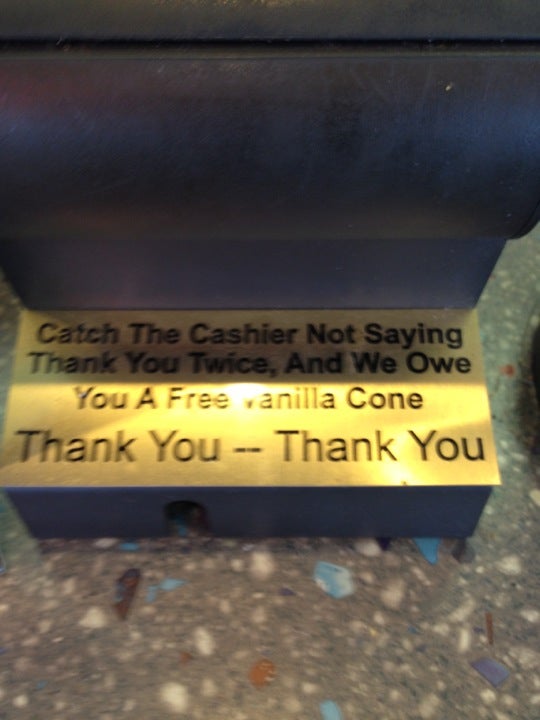 Catch The Cashier Not Saying
Thank You Twice, And We Owe
You A Free Vanilla Cone
Thank You -- Thank You